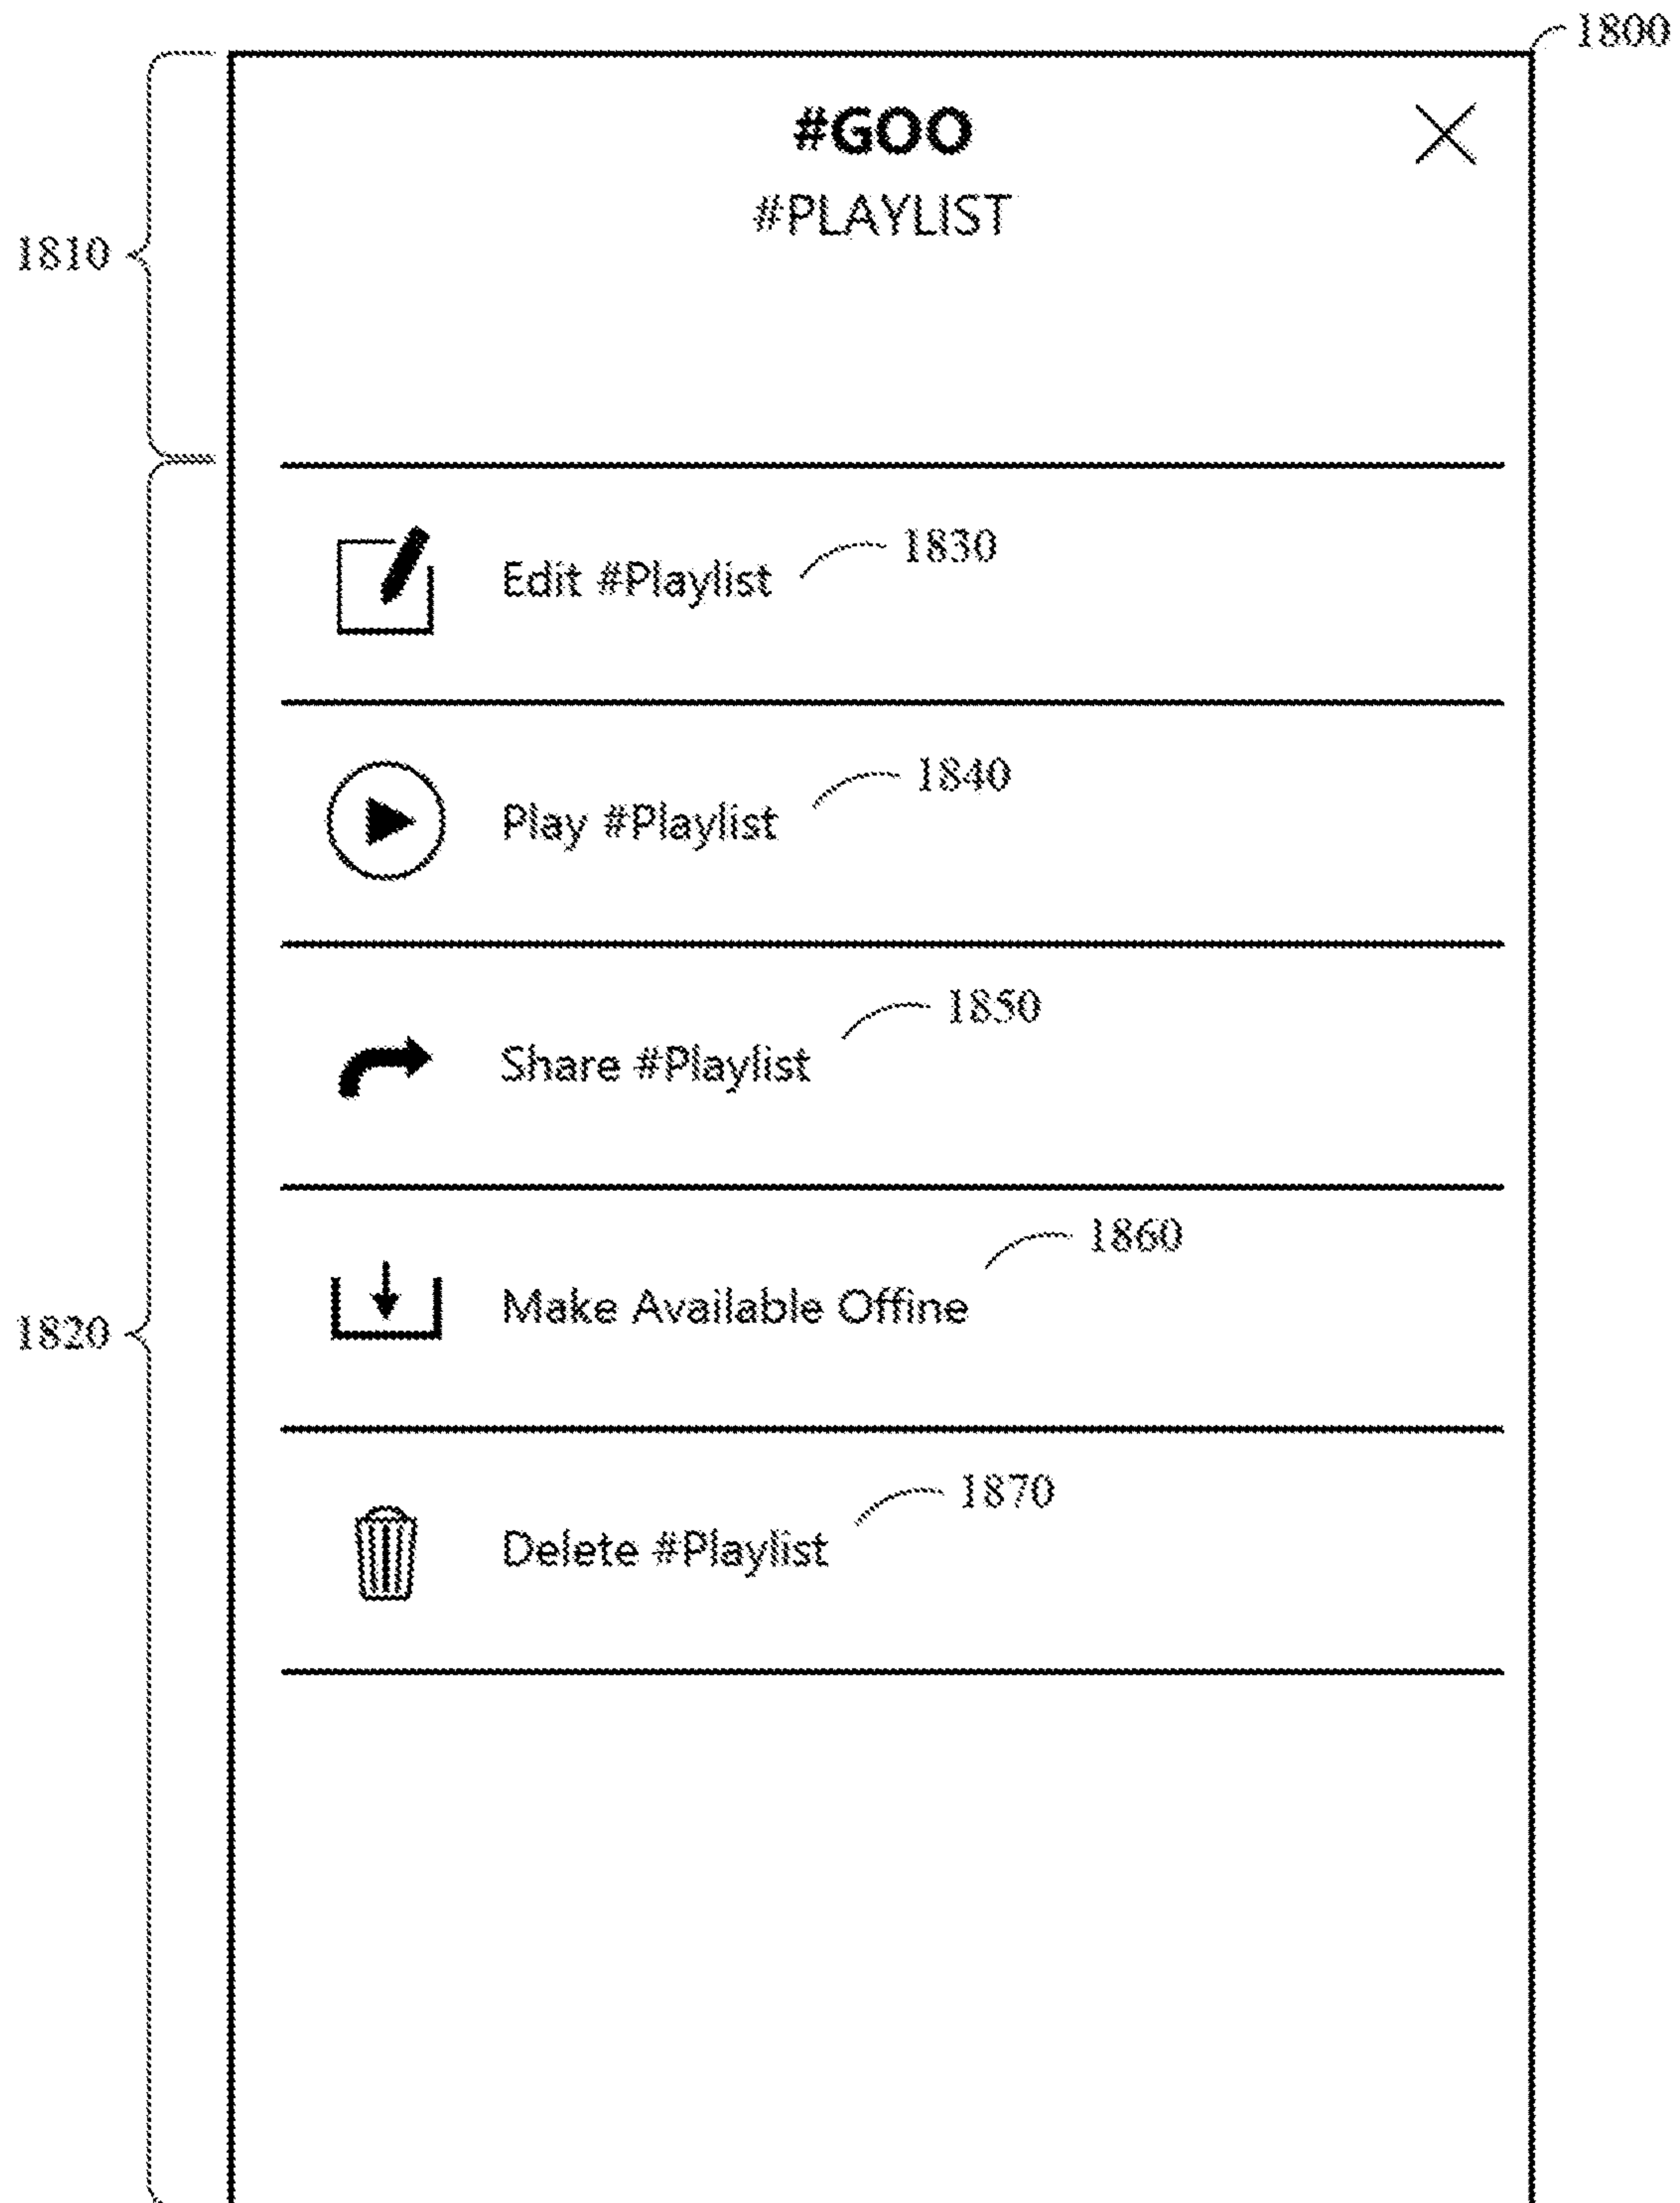 1800
#GOO
#PLAYLIST
1810
Edit #Playlist
1830
Play #Playlist
1840
Share #Playlist
1850
Make Available Offine
1860
1820
Delete #Playlist
1870